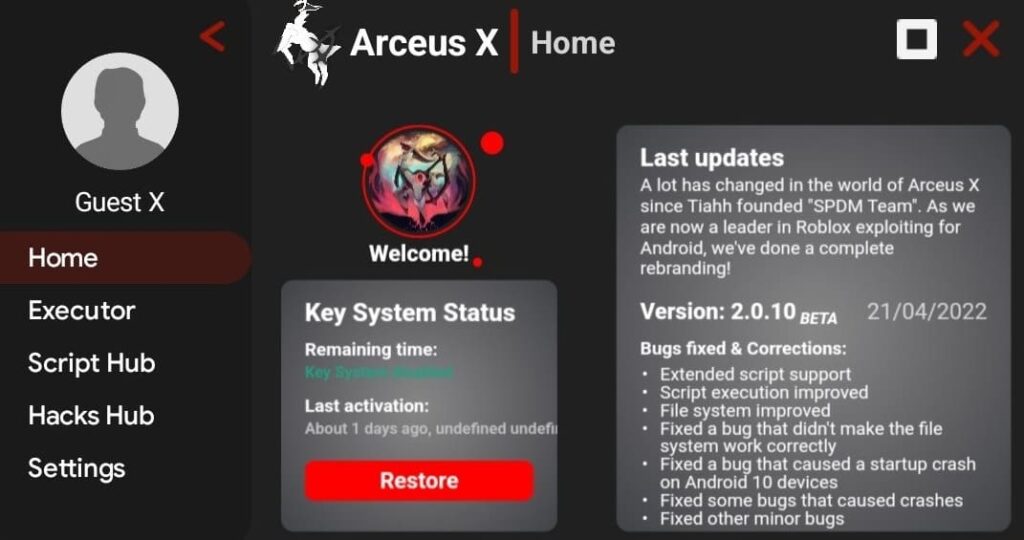 <
Arceus X
Home
Guest X
Home
Executor
Script Hub
Hacks Hub
Settings
Welcome!
Key System Status
Remaining time:
Key System disabled
Last activation:
About 1 days ago, undefined undefi
Restore
Last updates
A lot has changed in the world of Arceus X
since Tiahh founded "SPDM Team". As we
are now a leader in Roblox exploiting for
Android, we've done a complete
rebranding!
Version: 2.0.10 BETA 21/04/2022
Bugs fixed & Corrections:
• Extended script support
• Script execution improved
• File system improved
• Fixed a bug that didn't make the file
system work correctly
• Fixed a bug that caused a startup crash
on Android 10 devices
• Fixed some bugs that caused crashes
• Fixed other minor bugs